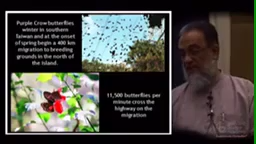 Purple Crow butterflies
winter in southern
Taiwan and at the onset
of spring begin a 400 km
migration to breeding
grounds in the north of
the island.
11,500 butterflies per
minute cross the
highway on the
migration